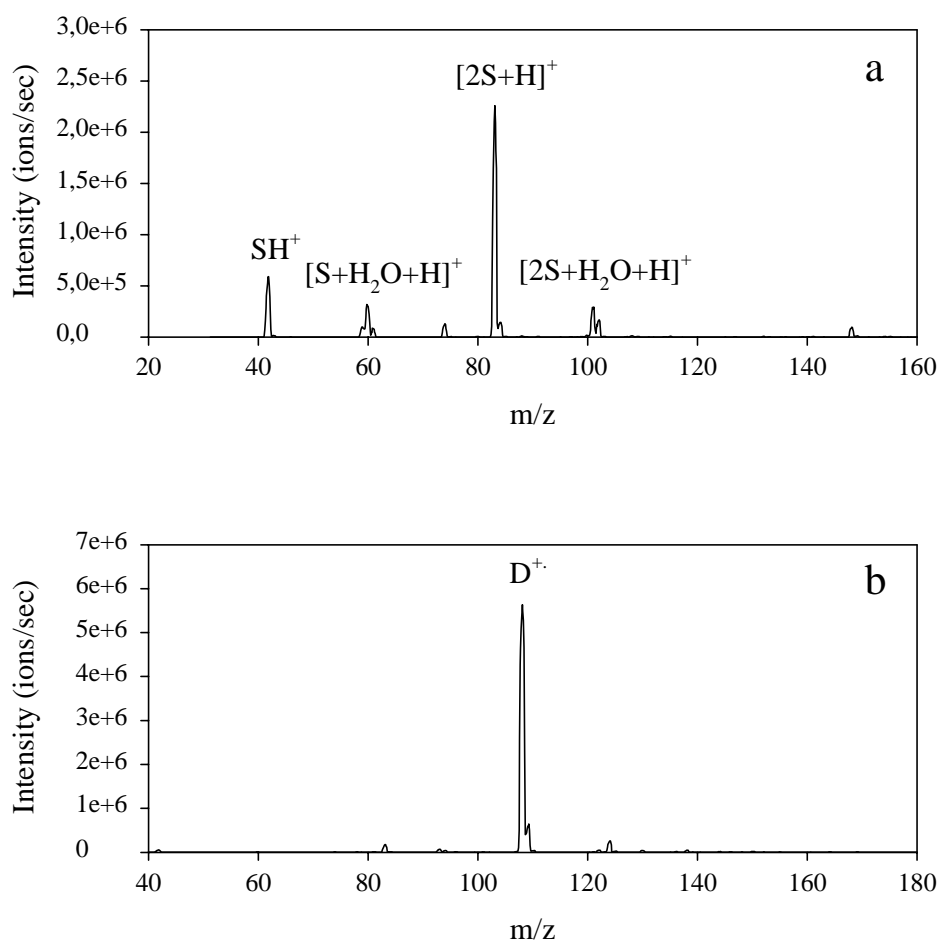 3,0e+6
a
[2S+H]⁺
2,5e+6
2,0e+6
1,5e+6
1,0e+6
SH⁺
[S+H₂O+H]⁺
[2S+H₂O+H]⁺
5,0e+5
0,0
Intensity (ions/sec)
20 40 60 80 100 120 140 160
m/z
7e+6
D⁺·
b
6e+6
5e+6
4e+6
3e+6
2e+6
1e+6
0
Intensity (ions/sec)
40 60 80 100 120 140 160 180
m/z